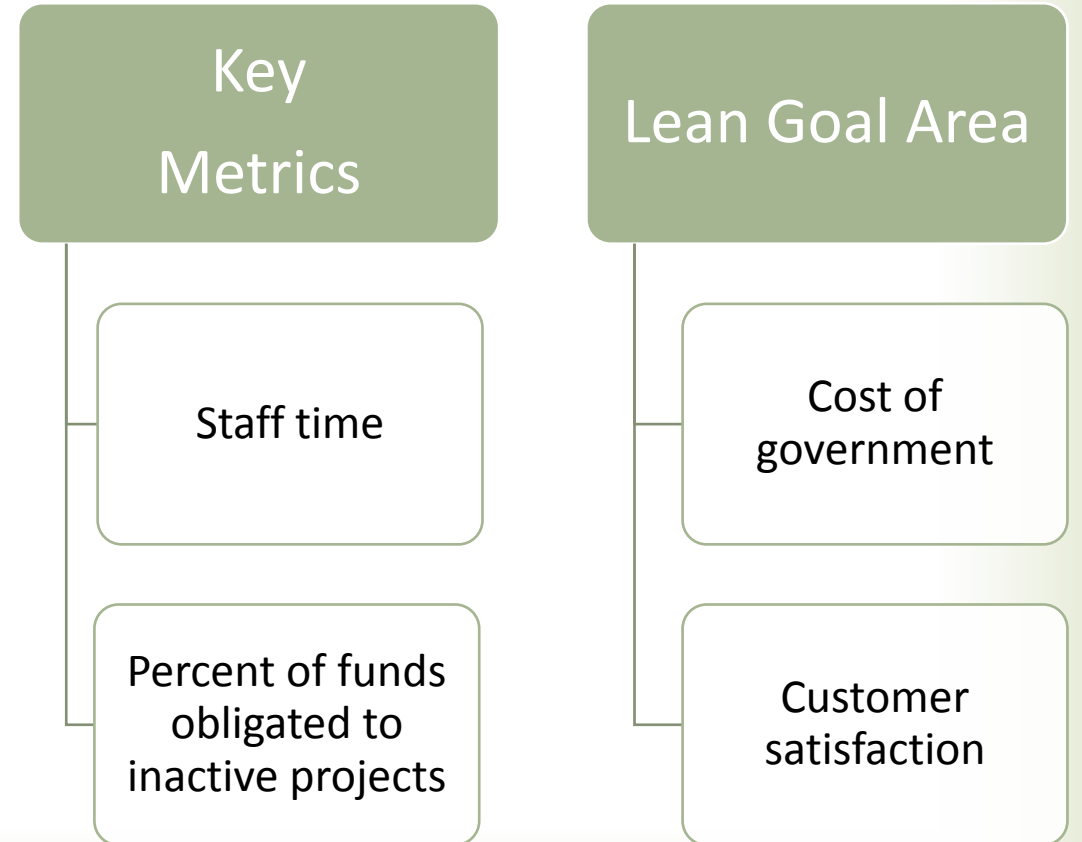 Key
Metrics
Staff time
Percent of funds
obligated to
inactive projects
Lean Goal Area
Cost of
government
Customer
satisfaction